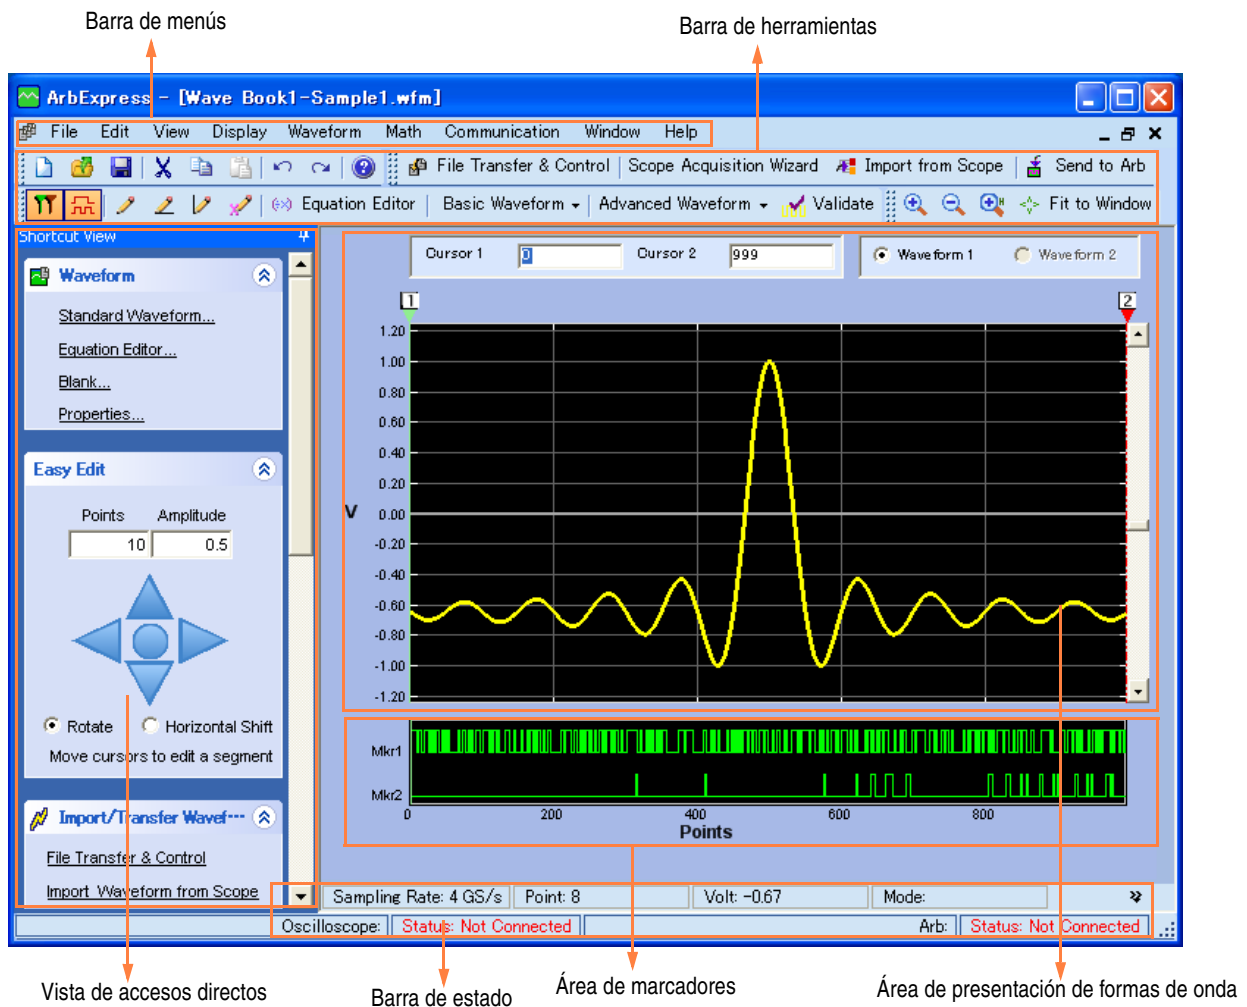 Barra de menús
Barra de herramientas
ArbExpress - [Wave Book1-Sample1.wfm]
File Edit View Display Waveform Math Communication Window Help
File Transfer & Control Scope Acquisition Wizard Import from Scope Send to Arb
Equation Editor Basic Waveform Advanced Waveform Validate Fit to Window
Shortcut View
Cursor 1 0 Cursor 2 999 Waveform 1 Waveform 2
Waveform
Standard Waveform...
Equation Editor...
Blank...
Properties...
Easy Edit
Points Amplitude
10 0.5
Rotate Horizontal Shift
Move cursors to edit a segment
Import/Transfer Wavef...
File Transfer & Control
Import Waveform from Scope
1 2
1.20
1.00
0.80
0.60
0.40
0.20
V 0.00
-0.20
-0.40
-0.60
-0.80
-1.00
-1.20
Mkr1
Mkr2
0 200 400 600 800
Points
Sampling Rate: 4 GS/s Point: 8 Volt: -0.67 Mode:
Oscilloscope: Status: Not Connected Arb: Status: Not Connected
Vista de accesos directos
Barra de estado
Área de marcadores
Área de presentación de formas de onda